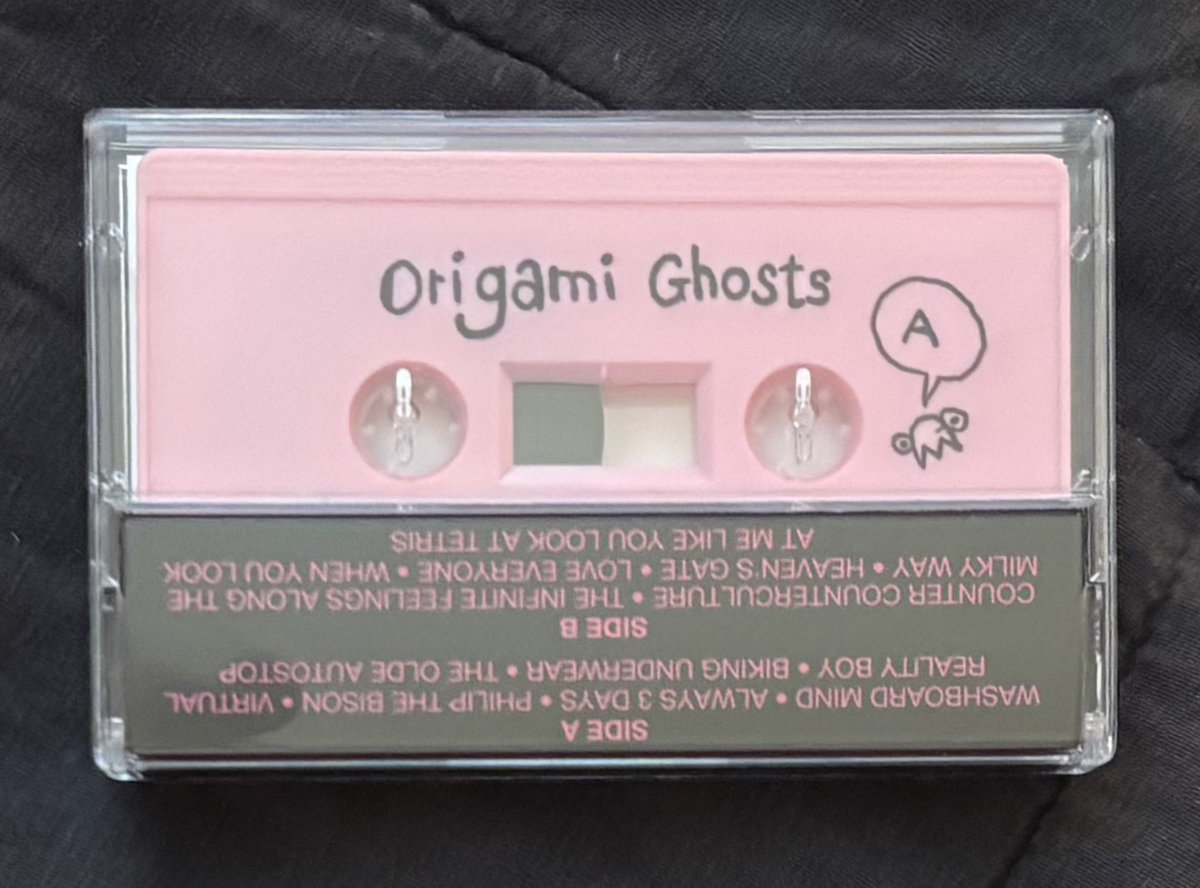 Origami Ghosts
A
SIDE A
WASHBOARD MIND • ALWAYS 3 DAYS • PHILIP THE BISON • VIRTUAL
REALITY BOY • BIKING UNDERWEAR • THE OLDE AUTOSTOP
SIDE B
COUNTER COUNTERCULTURE • THE INFINITE FEELINGS ALONG THE
MILKY WAY • HEAVEN'S GATE • LOVE EVERYONE • WHEN YOU LOOK
AT ME LIKE YOU LOOK AT TETRIS